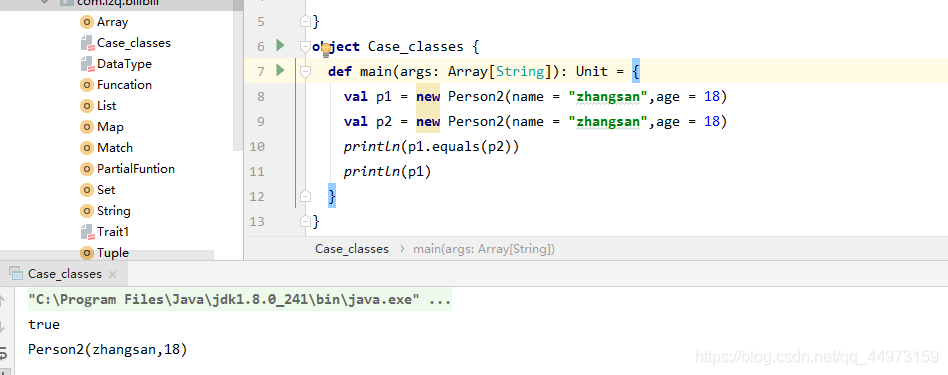 com.lzq.bilibili
Array
Case_classes
DataType
Funcation
List
Map
Match
PartialFuntion
Set
String
Trait1
Tuple
5 }
6 object Case_classes {
7 def main(args: Array[String]): Unit = {
8 val p1 = new Person2(name = "zhangsan",age = 18)
9 val p2 = new Person2(name = "zhangsan",age = 18)
10 println(p1.equals(p2))
11 println(p1)
12 }
13 }
Case_classes › main(args: Array[String])
Case_classes ×
"C:\Program Files\Java\jdk1.8.0_241\bin\java.exe" ...
true
Person2(zhangsan,18)
https://blog.csdn.net/qq_44973159